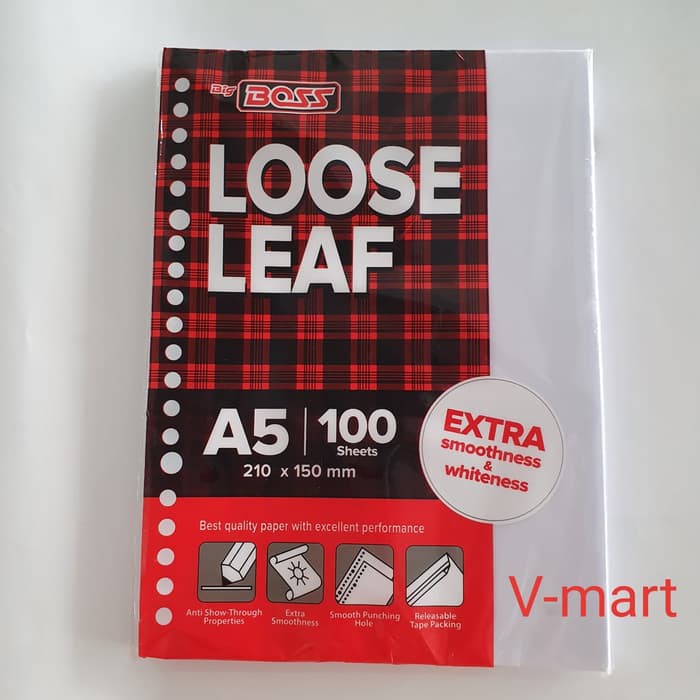 Big BOSS
LOOSE
LEAF
A5 | 100
Sheets
210 x 150 mm
EXTRA
smoothness
&
whiteness
Best quality paper with excellent performance
Anti Show-Through
Properties
Extra
Smoothness
Smooth Punching
Hole
Releasable
Tape Packing
V-mart